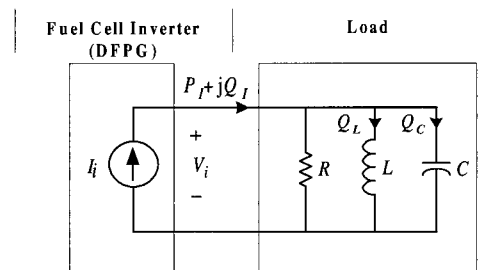 Fuel Cell Inverter
(DFPG)
Load
P_I+jQ_I
Q_L
Q_C
+
V_i
−
I_i
R
L
C